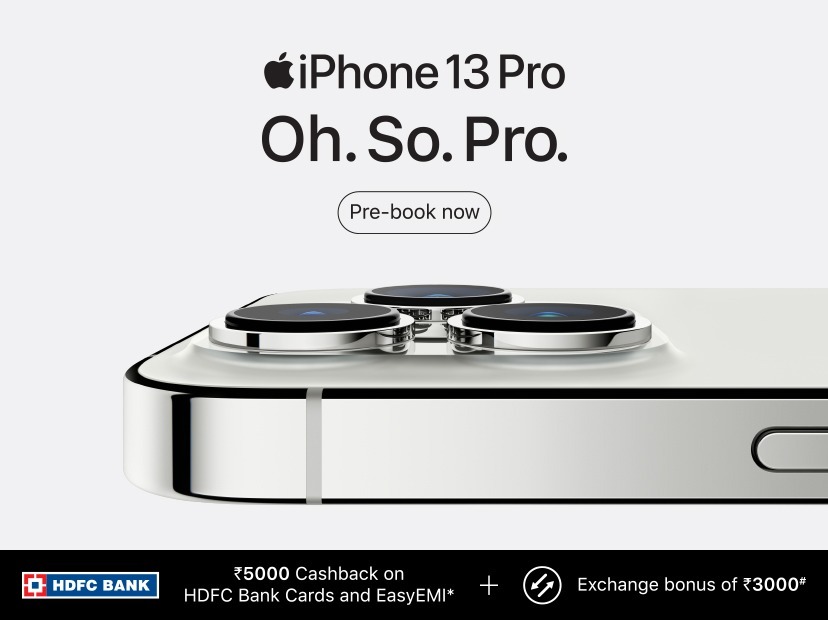 iPhone 13 Pro
Oh. So. Pro.
Pre-book now
HDFC BANK
₹5000 Cashback on
HDFC Bank Cards and EasyEMI*
+
Exchange bonus of ₹3000#